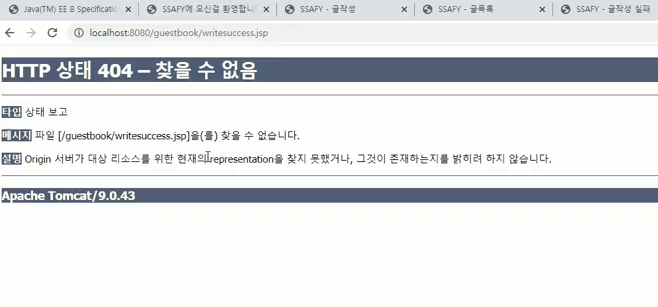 Java(TM) EE 8 Specification
SSAFY에 오신걸 환영합니
SSAFY - 글작성
SSAFY - 글목록
SSAFY - 글작성 실패
localhost:8080/guestbook/writesuccess.jsp
HTTP 상태 404 – 찾을 수 없음
타입 상태 보고
메시지 파일 [/guestbook/writesuccess.jsp]을(를) 찾을 수 없습니다.
설명 Origin 서버가 대상 리소스를 위한 현재의 representation을 찾지 못했거나, 그것이 존재하는지를 밝히려 하지 않습니다.
Apache Tomcat/9.0.43